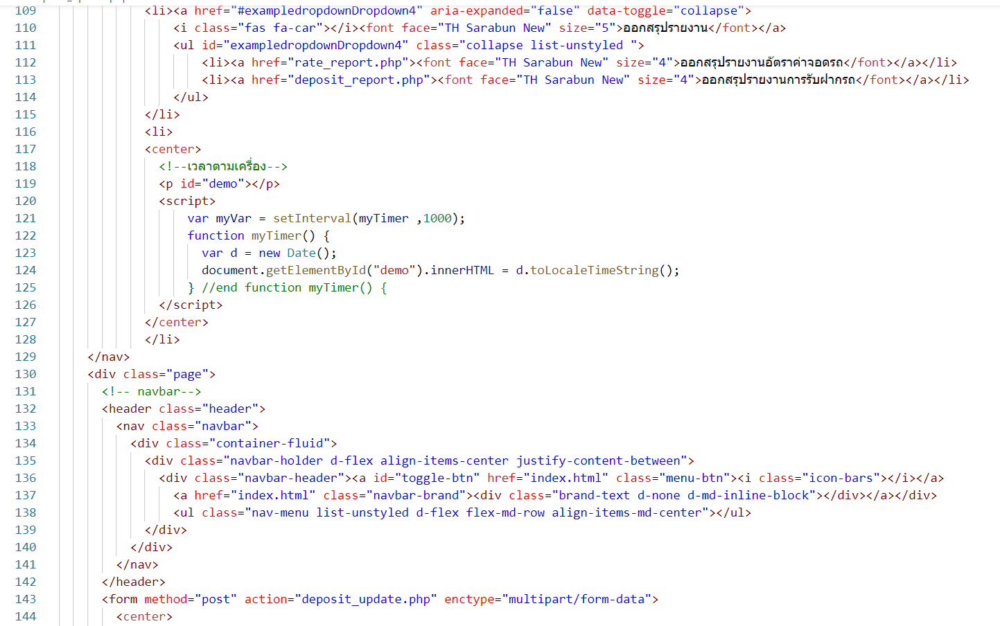 109 <li><a href="#exampledropdownDropdown4" aria-expanded="false" data-toggle="collapse">
110 <i class="fas fa-car"></i><font face="TH Sarabun New" size="5">ออกสรุปรายงาน</font></a>
111 <ul id="exampledropdownDropdown4" class="collapse list-unstyled ">
112 <li><a href="rate_report.php"><font face="TH Sarabun New" size="4">ออกสรุปรายงานอัตราค่าจอดรถ</font></a></li>
113 <li><a href="deposit_report.php"><font face="TH Sarabun New" size="4">ออกสรุปรายงานการรับฝากรถ</font></a></li>
114 </ul>
115 </li>
116 <li>
117 <center>
118 <!--เวลาตามเครื่อง-->
119 <p id="demo"></p>
120 <script>
121 var myVar = setInterval(myTimer ,1000);
122 function myTimer() {
123 var d = new Date();
124 document.getElementById("demo").innerHTML = d.toLocaleTimeString();
125 } //end function myTimer() {
126 </script>
127 </center>
128 </li>
129 </nav>
130 <div class="page">
131 <!-- navbar-->
132 <header class="header">
133 <nav class="navbar">
134 <div class="container-fluid">
135 <div class="navbar-holder d-flex align-items-center justify-content-between">
136 <div class="navbar-header"><a id="toggle-btn" href="index.html" class="menu-btn"><i class="icon-bars"></i></a>
137 <a href="index.html" class="navbar-brand"><div class="brand-text d-none d-md-inline-block"></div></a></div>
138 <ul class="nav-menu list-unstyled d-flex flex-md-row align-items-md-center"></ul>
139 </div>
140 </div>
141 </nav>
142 </header>
143 <form method="post" action="deposit_update.php" enctype="multipart/form-data">
144 <center>